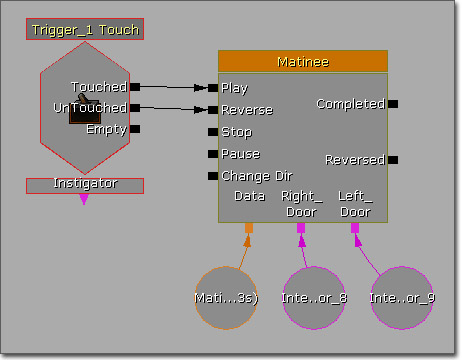 Trigger_1 Touch
Touched
UnTouched
Empty
Instigator
Matinee
Play
Reverse
Stop
Pause
Change Dir
Completed
Reversed
Data
Right_
Door
Left_
Door
Mati...3s)
Inte...or_8
Inte...or_9